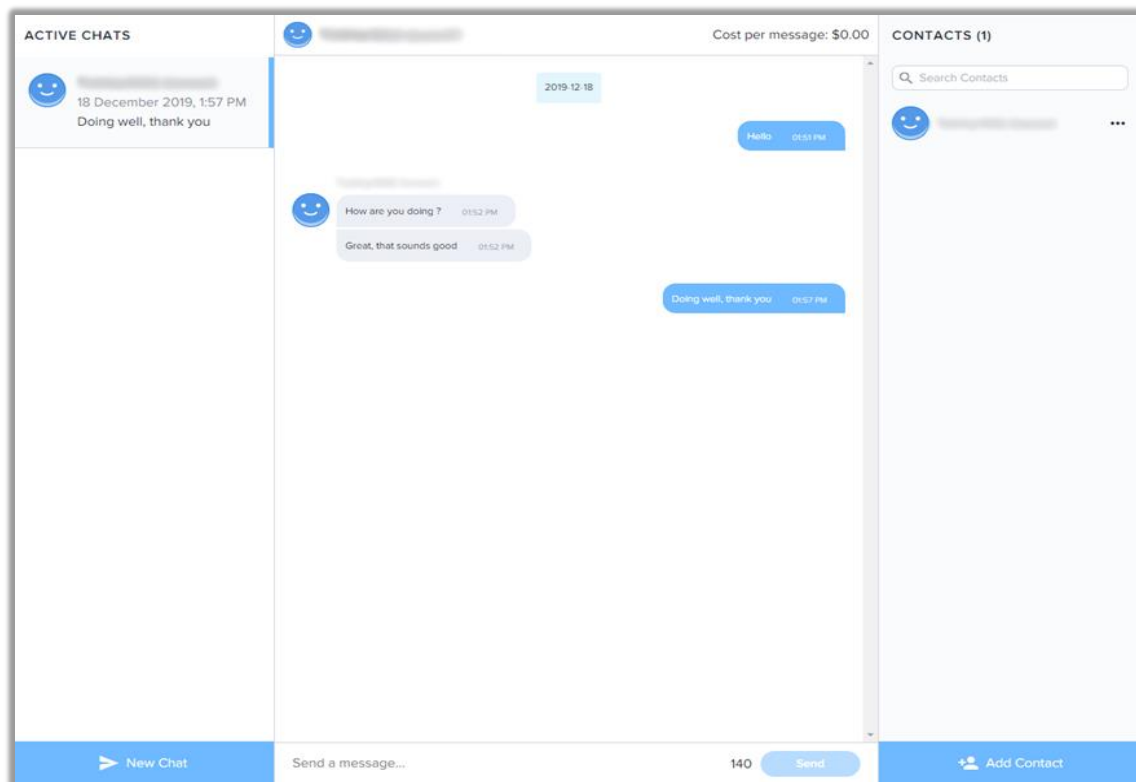 ACTIVE CHATS
18 December 2019, 1:57 PM
Doing well, thank you
New Chat
Cost per message: $0.00
2019-12-18
Hello 01:51 PM
How are you doing ? 01:52 PM
Great, that sounds good 01:52 PM
Doing well, thank you 01:57 PM
Send a message...
140
Send
CONTACTS (1)
Search Contacts
Add Contact